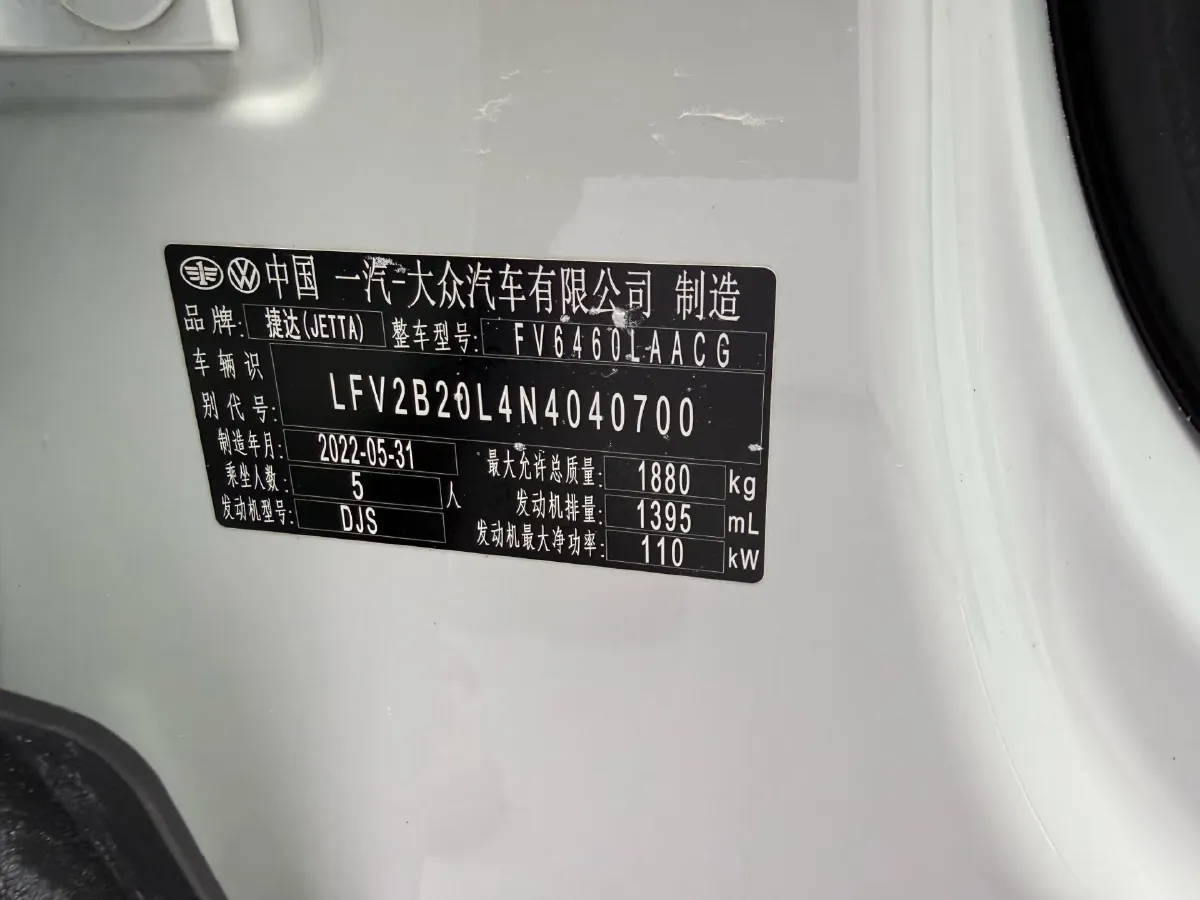 中国 一汽-大众汽车有限公司 制造
品牌: 捷达(JETTA) 整车型号: FV6460LAACG
车辆识别代号: LFV2B20L4N4040700
制造年月: 2022-05-31 最大允许总质量: 1880 kg
乘坐人数: 5 人 发动机排量: 1395 mL
发动机型号: DJS 发动机最大净功率: 110 kW